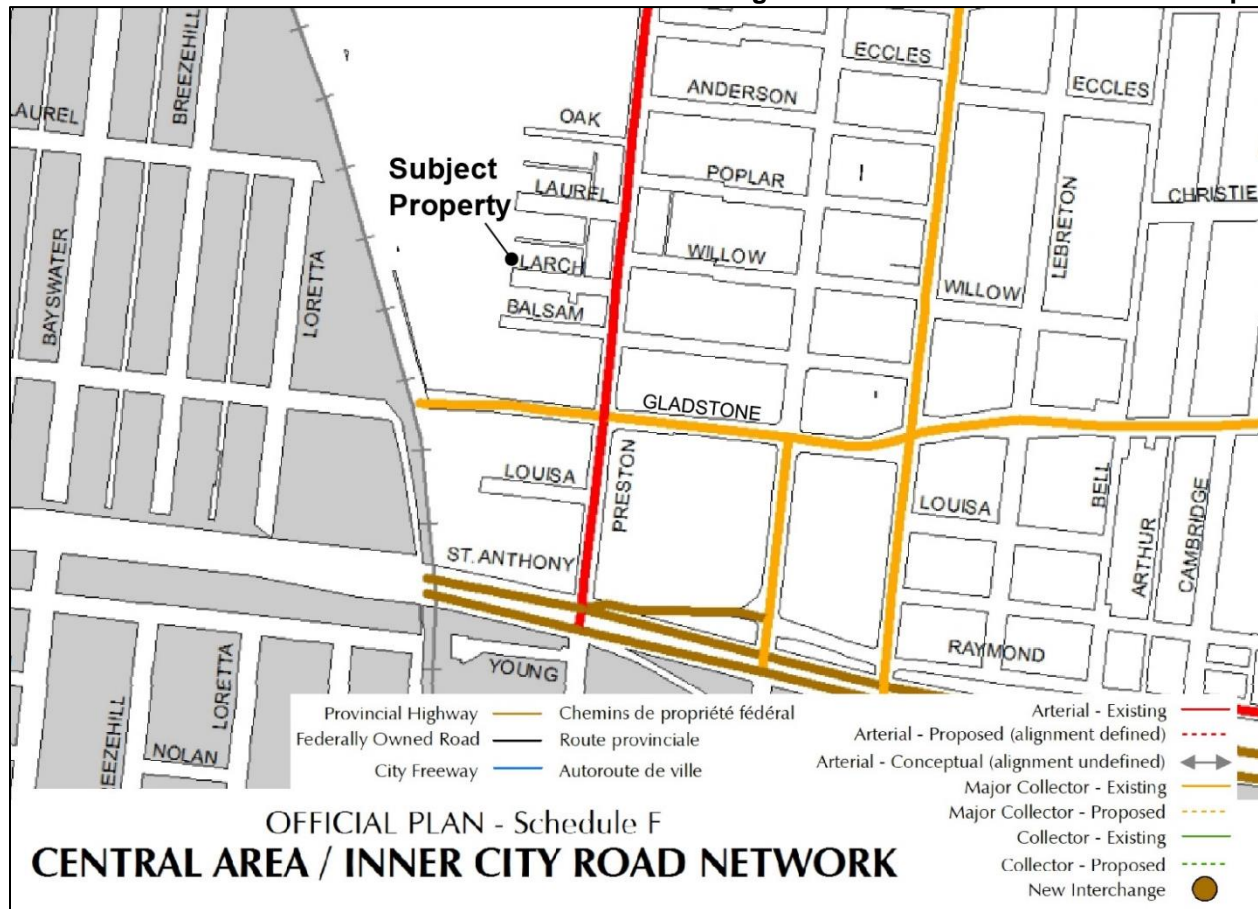 ECCLES
ECCLES
BREEZEHILL
ANDERSON
LAUREL
OAK
Subject
Property
POPLAR
LAUREL
CHRISTIE
LEBRETON
LORETTA
BAYSWATER
LARCH
WILLOW
WILLOW
BALSAM
GLADSTONE
PRESTON
LOUISA
LOUISA
BELL
ARTHUR
CAMBRIDGE
ST. ANTHONY
YOUNG
RAYMOND
LORETTA
NOLAN
Provincial Highway Chemins de propriété fédéral
Federally Owned Road Route provinciale
City Freeway Autoroute de ville
Arterial - Existing
Arterial - Proposed (alignment defined)
Arterial - Conceptual (alignment undefined)
Major Collector - Existing
Major Collector - Proposed
Collector - Existing
Collector - Proposed
New Interchange
OFFICIAL PLAN - Schedule F
CENTRAL AREA / INNER CITY ROAD NETWORK